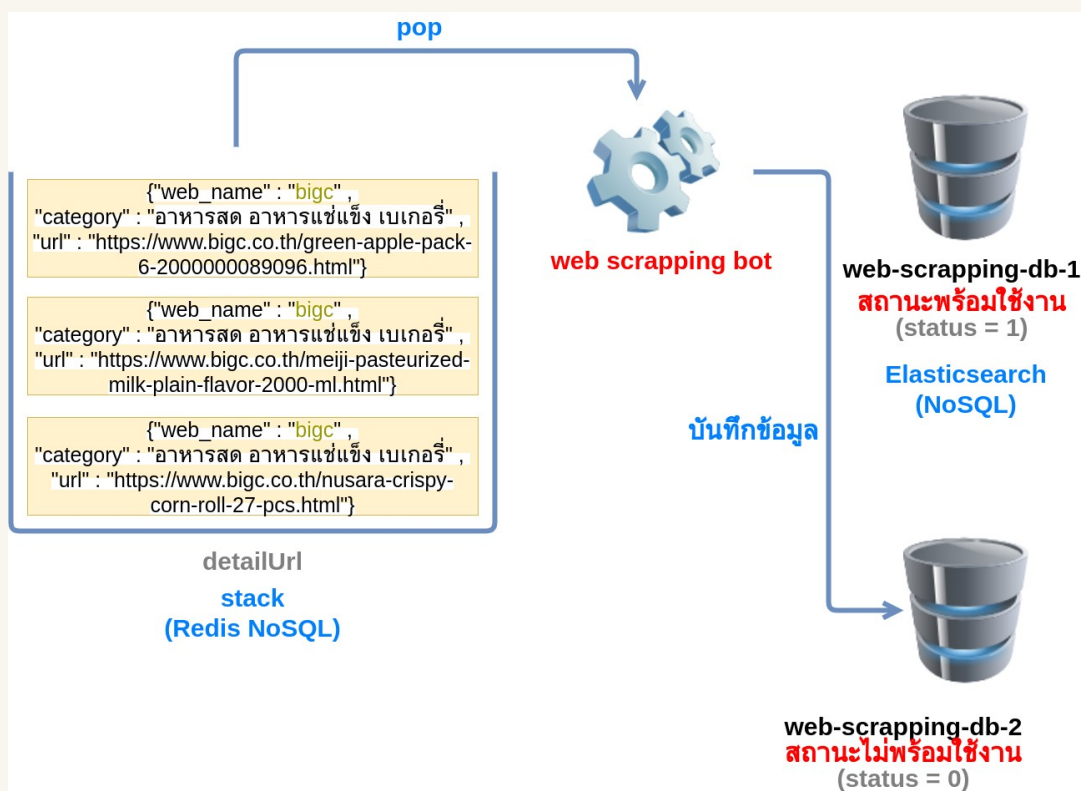 pop
{"web_name" : "bigc" ,
"category" : "อาหารสด อาหารแช่แข็ง เบเกอรี่" ,
"url" : "https://www.bigc.co.th/green-apple-pack-
6-2000000089096.html"}
{"web_name" : "bigc" ,
"category" : "อาหารสด อาหารแช่แข็ง เบเกอรี่" ,
"url" : "https://www.bigc.co.th/meiji-pasteurized-
milk-plain-flavor-2000-ml.html"}
{"web_name" : "bigc" ,
"category" : "อาหารสด อาหารแช่แข็ง เบเกอรี่" ,
"url" : "https://www.bigc.co.th/nusara-crispy-
corn-roll-27-pcs.html"}
detailUrl
stack
(Redis NoSQL)
web scrapping bot
บันทึกข้อมูล
web-scrapping-db-1
สถานะพร้อมใช้งาน
(status = 1)
Elasticsearch
(NoSQL)
web-scrapping-db-2
สถานะไม่พร้อมใช้งาน
(status = 0)